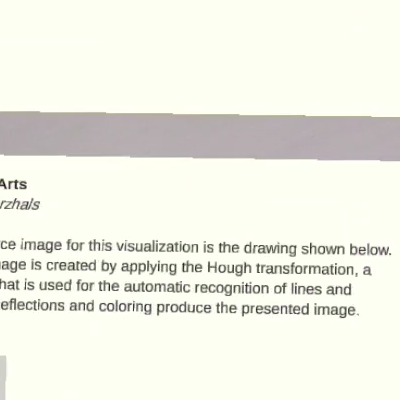 Arts
rzhals
ce image for this visualization is the drawing shown below.
age is created by applying the Hough transformation, a
hat is used for the automatic recognition of lines and
eflections and coloring produce the presented image.